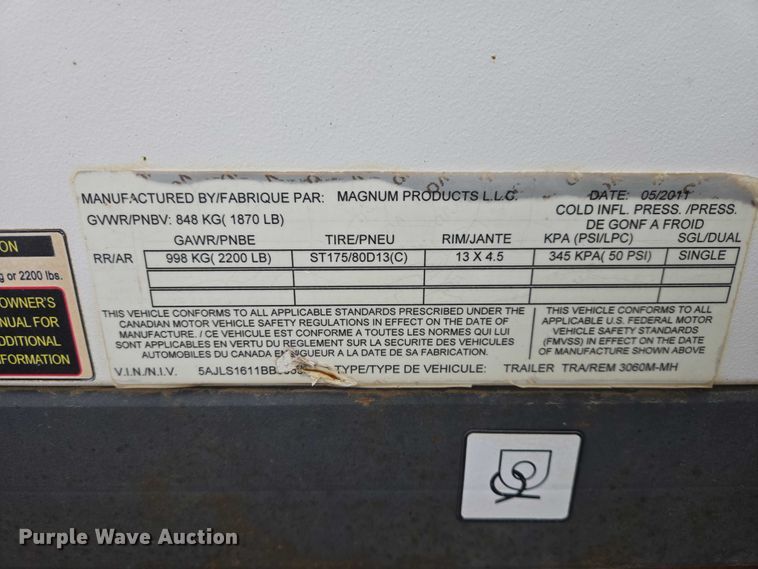 MANUFACTURED BY/FABRIQUE PAR: MAGNUM PRODUCTS L.L.C. DATE: 05/2011
GVWR/PNBV: 848 KG( 1870 LB) COLD INFL. PRESS. /PRESS.
DE GONF A FROID
GAWR/PNBE TIRE/PNEU RIM/JANTE KPA (PSI/LPC) SGL/DUAL
RR/AR 998 KG( 2200 LB) ST175/80D13(C) 13 X 4.5 345 KPA( 50 PSI) SINGLE
THIS VEHICLE CONFORMS TO ALL APPLICABLE STANDARDS PRESCRIBED UNDER THE
CANADIAN MOTOR VEHICLE SAFETY REGULATIONS IN EFFECT ON THE DATE OF
MANUFACTURE. / CE VEHICULE EST CONFORME A TOUTES LES NORMES QUI LUI
SONT APPLICABLES EN VERTU DU REGLEMENT SUR LA SECURITE DES VEHICULES
AUTOMOBILES DU CANADA EN VIGUEUR A LA DATE DE SA FABRICATION.
THIS VEHICLE CONFORMS TO ALL
APPLICABLE U.S. FEDERAL MOTOR
VEHICLE SAFETY STANDARDS
(FMVSS) IN EFFECT ON THE DATE
OF MANUFACTURE SHOWN ABOVE
V.I.N./N.I.V. 5AJLS1611BB TYPE/TYPE DE VEHICULE: TRAILER TRA/REM 3060M-MH
ON
g or 2200 lbs.
OWNER'S
NUAL FOR
DDITIONAL
NFORMATION
Purple Wave Auction